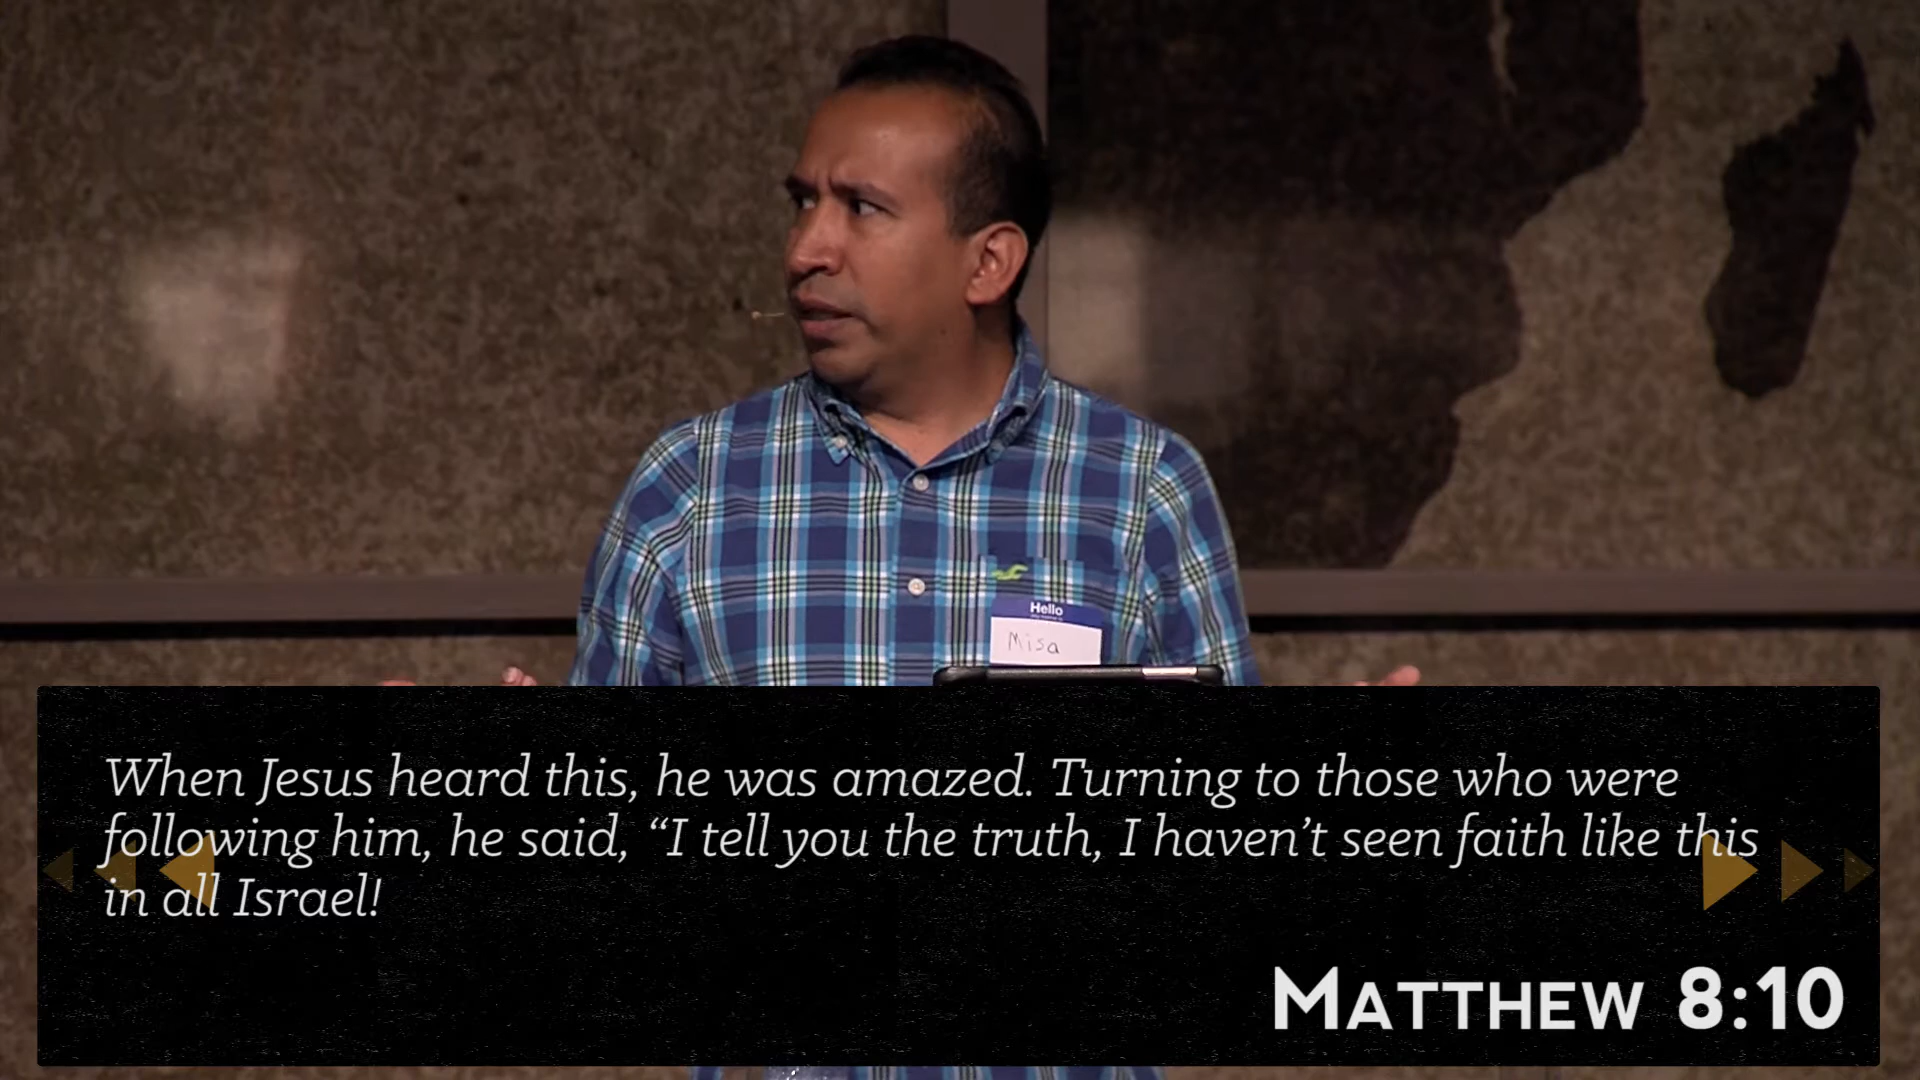 Hello
Misa
When Jesus heard this, he was amazed. Turning to those who were
following him, he said, “I tell you the truth, I haven’t seen faith like this
in all Israel!
MATTHEW 8:10